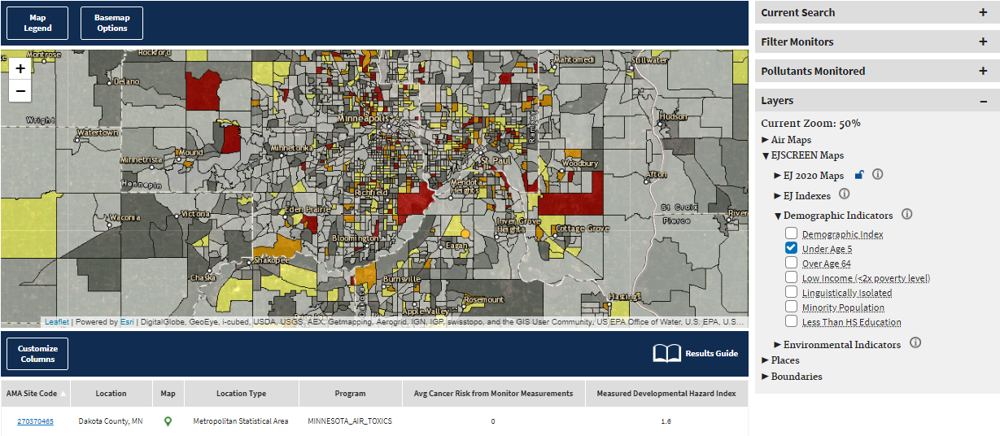 Map
Legend
Basemap
Options
+
−
Montrose
Rockford
Delano
Mahtomedi
Stillwater
Wright
Watertown
Minneapolis
Ramsey
Hudson
Minnetrista
Mound
Minnetonka
St Paul
Woodbury
Afton
Hennepin
Richfield
Mendota
Heights
Waconia
Victoria
Eden Prairie
St Croix
Pierce
River
Inver Grove
Heights
Cottage Grove
Bloomington
Eagan
Shakopee
Chaska
Burnsville
Dakota
Hastings
Apple Valley
Rosemount
Leaflet | Powered by Esri | DigitalGlobe, GeoEye, i-cubed, USDA, USGS, AEX, Getmapping, Aerogrid, IGN, IGP, swisstopo, and the GIS User Community, US EPA Office of Water, U.S. EPA, U.S...
Customize
Columns
Results Guide
AMA Site Code Location Map Location Type Program Avg Cancer Risk from Monitor Measurements Measured Developmental Hazard Index
270370465 Dakota County, MN Metropolitan Statistical Area MINNESOTA_AIR_TOXICS 0 1.6
Current Search +
Filter Monitors +
Pollutants Monitored +
Layers −
Current Zoom: 50%
Air Maps
EJSCREEN Maps
EJ 2020 Maps
EJ Indexes
Demographic Indicators
Demographic Index
Under Age 5
Over Age 64
Low Income (<2x poverty level)
Linguistically Isolated
Minority Population
Less Than HS Education
Environmental Indicators
Places
Boundaries